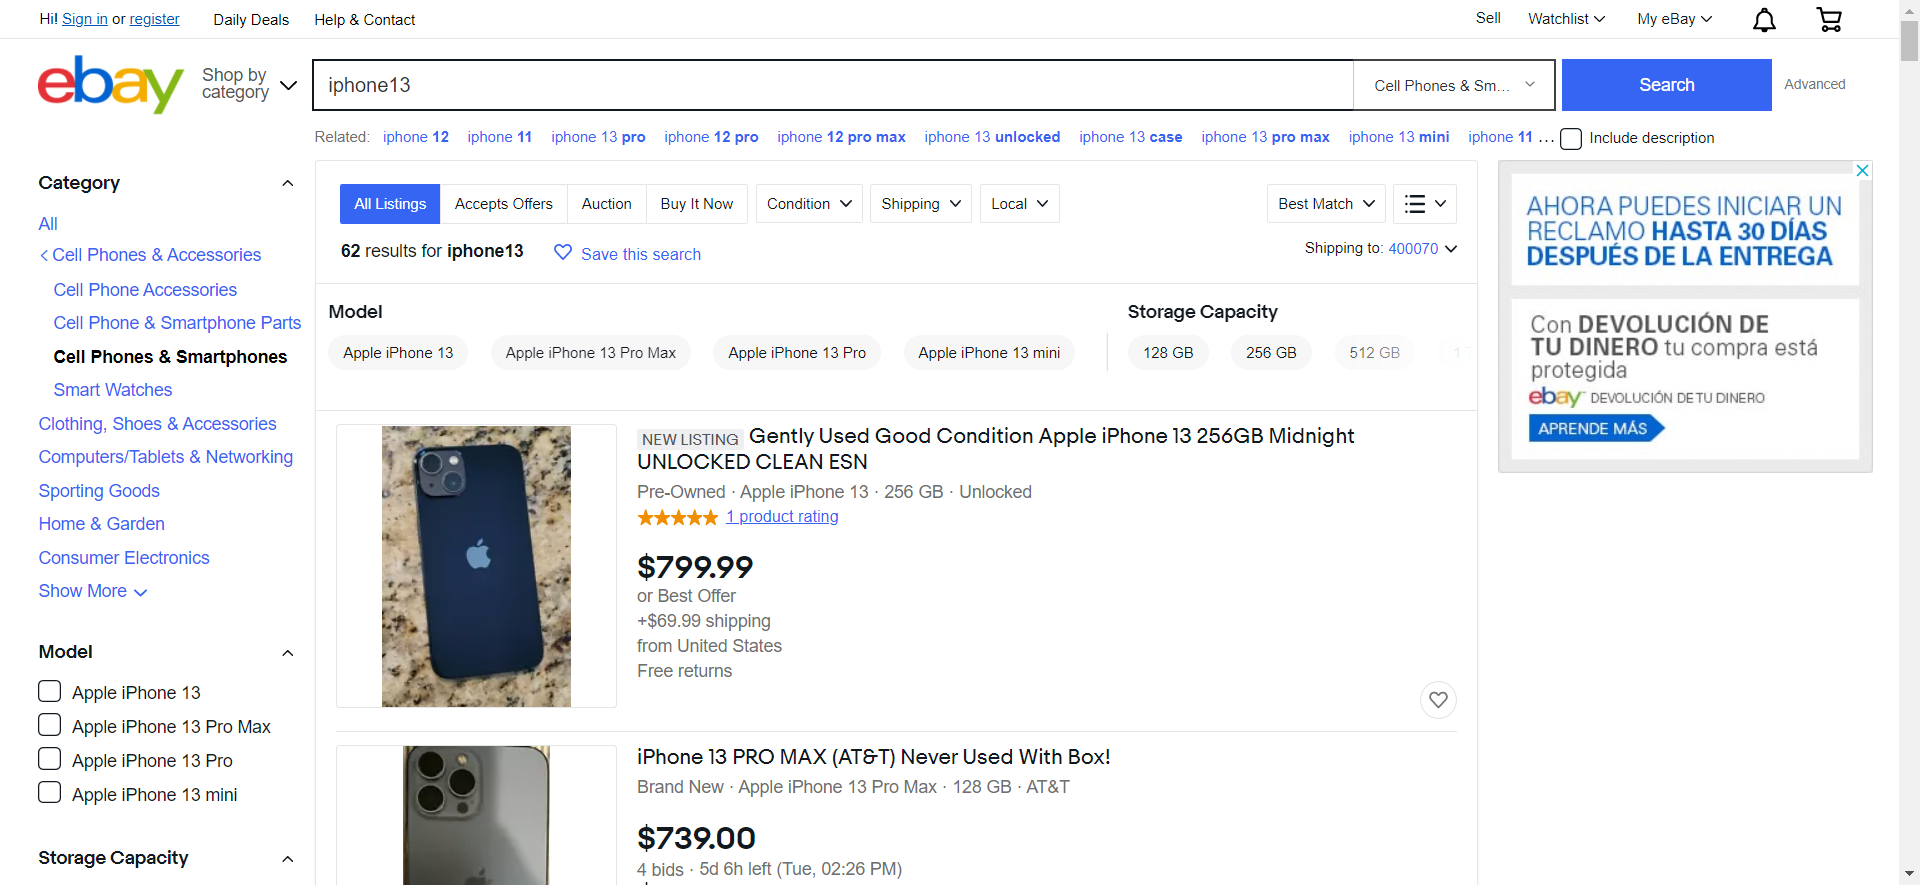 Hi! Sign in or register Daily Deals Help & Contact Sell Watchlist My eBay
ebay Shop by category iphone13 Cell Phones & Sm... Search Advanced
Related: iphone 12 iphone 11 iphone 13 pro iphone 12 pro iphone 12 pro max iphone 13 unlocked iphone 13 case iphone 13 pro max iphone 13 mini iphone 11 ... Include description
Category
All
Cell Phones & Accessories
Cell Phone Accessories
Cell Phone & Smartphone Parts
Cell Phones & Smartphones
Smart Watches
Clothing, Shoes & Accessories
Computers/Tablets & Networking
Sporting Goods
Home & Garden
Consumer Electronics
Show More
Model
Apple iPhone 13
Apple iPhone 13 Pro Max
Apple iPhone 13 Pro
Apple iPhone 13 mini
Storage Capacity
All Listings Accepts Offers Auction Buy It Now Condition Shipping Local Best Match
62 results for iphone13 Save this search Shipping to: 400070
Model Storage Capacity
Apple iPhone 13 Apple iPhone 13 Pro Max Apple iPhone 13 Pro Apple iPhone 13 mini 128 GB 256 GB 512 GB
NEW LISTING Gently Used Good Condition Apple iPhone 13 256GB Midnight
UNLOCKED CLEAN ESN
Pre-Owned · Apple iPhone 13 · 256 GB · Unlocked
1 product rating
$799.99
or Best Offer
+$69.99 shipping
from United States
Free returns
iPhone 13 PRO MAX (AT&T) Never Used With Box!
Brand New · Apple iPhone 13 Pro Max · 128 GB · AT&T
$739.00
4 bids · 5d 6h left (Tue, 02:26 PM)
AHORA PUEDES INICIAR UN
RECLAMO HASTA 30 DÍAS
DESPUÉS DE LA ENTREGA
Con DEVOLUCIÓN DE
TU DINERO tu compra está
protegida
ebay DEVOLUCIÓN DE TU DINERO
APRENDE MÁS